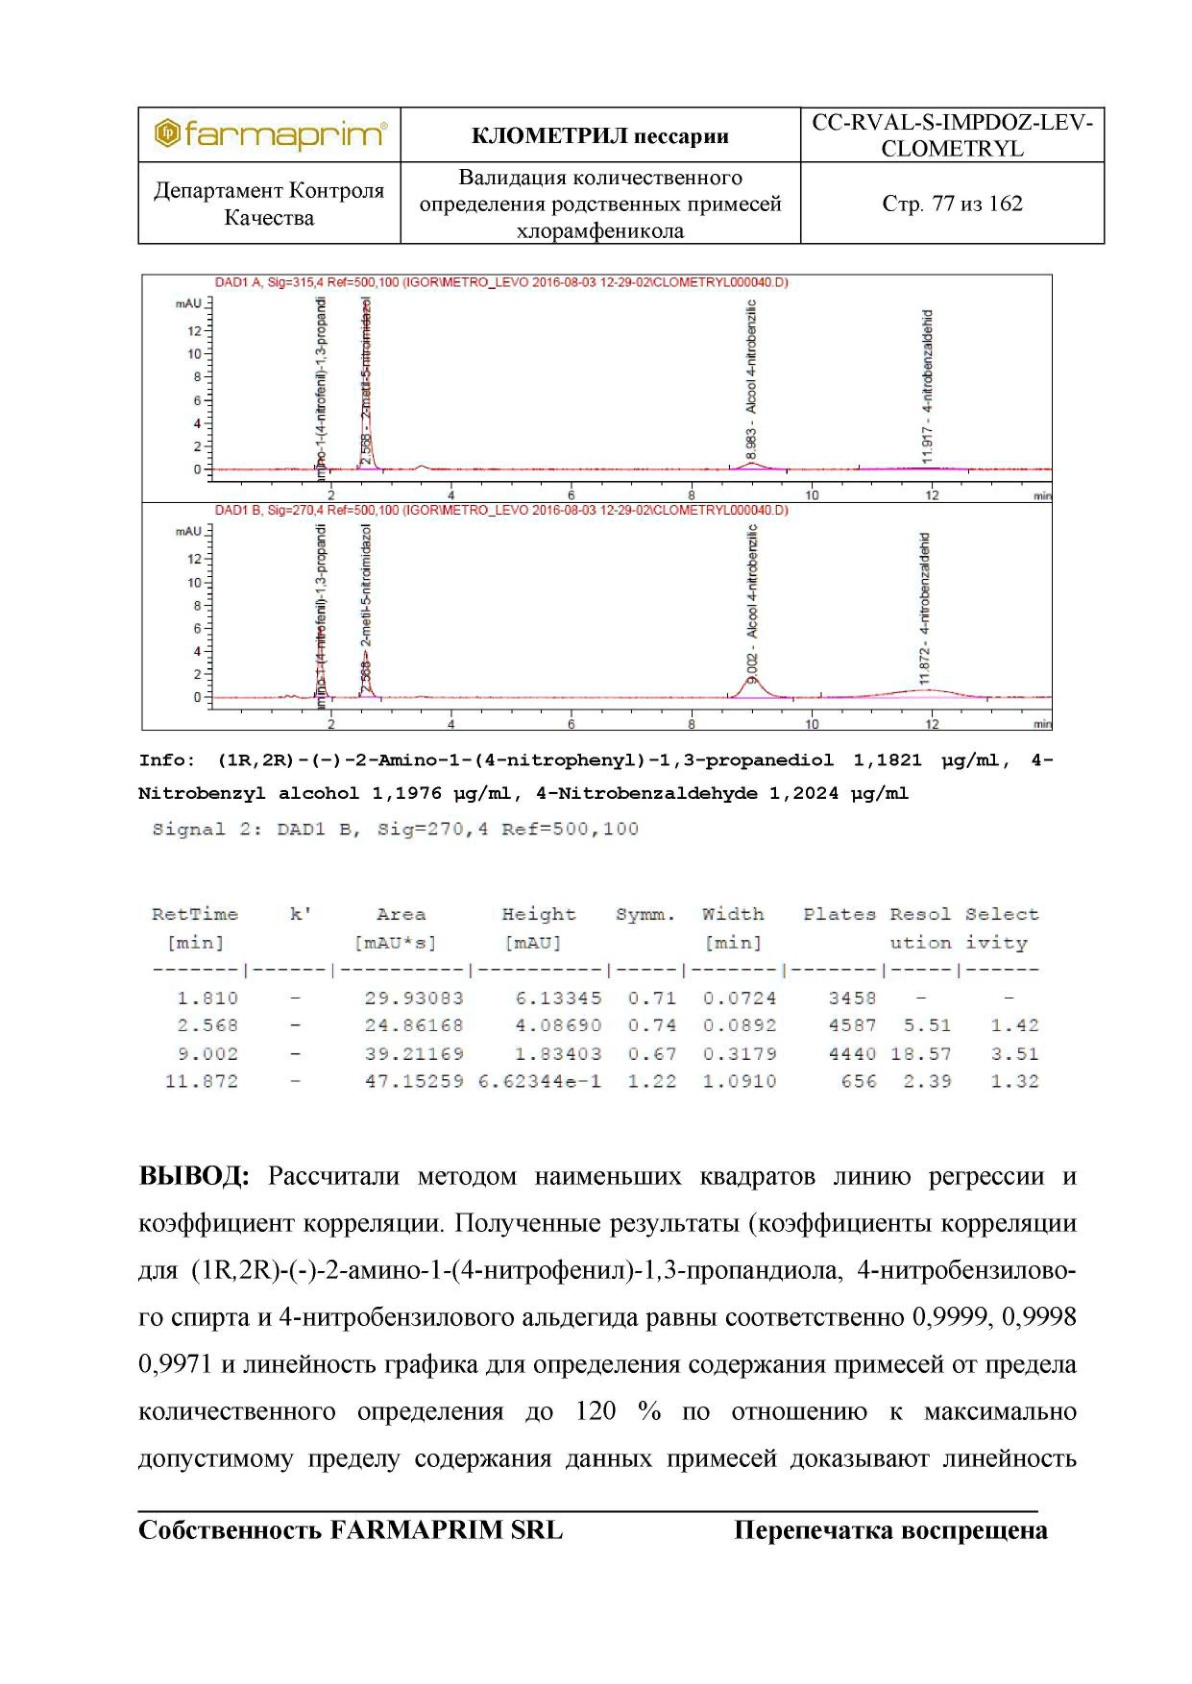 farmaprim®
КЛОМЕТРИЛ пессарии
CC-RVAL-S-IMPDOZ-LEV-
CLOMETRYL
Департамент Контроля
Качества
Валидация количественного
определения родственных примесей
хлорамфеникола
Стр. 77 из 162
DAD1 A, Sig=315,4 Ref=500,100 (IGOR\METRO_LEVO 2016-08-03 12-29-02\CLOMETRYL000040.D)
mAU
12
10
8
6
4
2
0
mino-1-(4-nitrofenil)-1,3-propandi
2.568 - 2-metil-5-nitroimidazol
8.983 - Alcool 4-nitrobenzilic
11.917 - 4-nitrobenzaldehid
2 4 6 8 10 12 min
DAD1 B, Sig=270,4 Ref=500,100 (IGOR\METRO_LEVO 2016-08-03 12-29-02\CLOMETRYL000040.D)
mAU
12
10
8
6
4
2
0
mino-1-(4-nitrofenil)-1,3-propandi
2.568 - 2-metil-5-nitroimidazol
9.002 - Alcool 4-nitrobenzilic
11.872 - 4-nitrobenzaldehid
2 4 6 8 10 12 min
Info: (1R,2R)-(-)-2-Amino-1-(4-nitrophenyl)-1,3-propanediol 1,1821 µg/ml, 4-
Nitrobenzyl alcohol 1,1976 µg/ml, 4-Nitrobenzaldehyde 1,2024 µg/ml
Signal 2: DAD1 B, Sig=270,4 Ref=500,100
RetTime k' Area Height Symm. Width Plates Resol Select
[min] [mAU*s] [mAU] [min] ution ivity
-------|------|----------|----------|-----|-------|-------|-----|------
1.810 - 29.93083 6.13345 0.71 0.0724 3458 - -
2.568 - 24.86168 4.08690 0.74 0.0892 4587 5.51 1.42
9.002 - 39.21169 1.83403 0.67 0.3179 4440 18.57 3.51
11.872 - 47.15259 6.62344e-1 1.22 1.0910 656 2.39 1.32
ВЫВОД: Рассчитали методом наименьших квадратов линию регрессии и
коэффициент корреляции. Полученные результаты (коэффициенты корреляции
для (1R,2R)-(-)-2-амино-1-(4-нитрофенил)-1,3-пропандиола, 4-нитробензилово-
го спирта и 4-нитробензилового альдегида равны соответственно 0,9999, 0,9998
0,9971 и линейность графика для определения содержания примесей от предела
количественного определения до 120 % по отношению к максимально
допустимому пределу содержания данных примесей доказывают линейность
Собственность FARMAPRIM SRL Перепечатка воспрещена